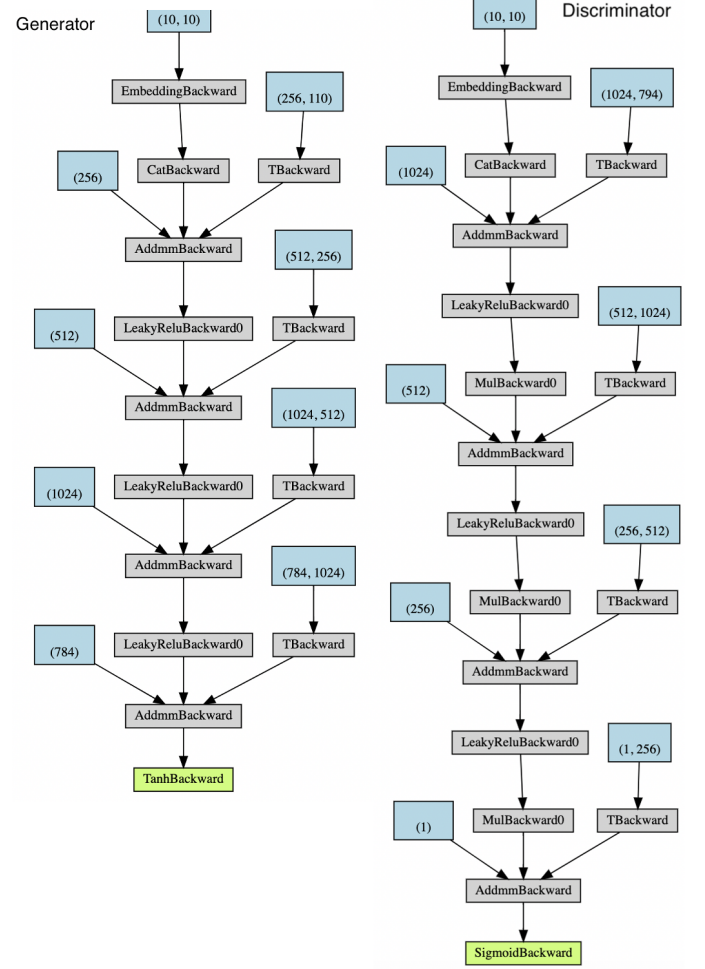 Generator
(10, 10)
EmbeddingBackward
(256, 110)
(256)
CatBackward
TBackward
AddmmBackward
(512, 256)
(512)
LeakyReluBackward0
TBackward
AddmmBackward
(1024, 512)
(1024)
LeakyReluBackward0
TBackward
AddmmBackward
(784, 1024)
(784)
LeakyReluBackward0
TBackward
AddmmBackward
TanhBackward
Discriminator
(10, 10)
EmbeddingBackward
(1024, 794)
(1024)
CatBackward
TBackward
AddmmBackward
LeakyReluBackward0
(512, 1024)
(512)
MulBackward0
TBackward
AddmmBackward
LeakyReluBackward0
(256, 512)
(256)
MulBackward0
TBackward
AddmmBackward
LeakyReluBackward0
(1, 256)
(1)
MulBackward0
TBackward
AddmmBackward
SigmoidBackward